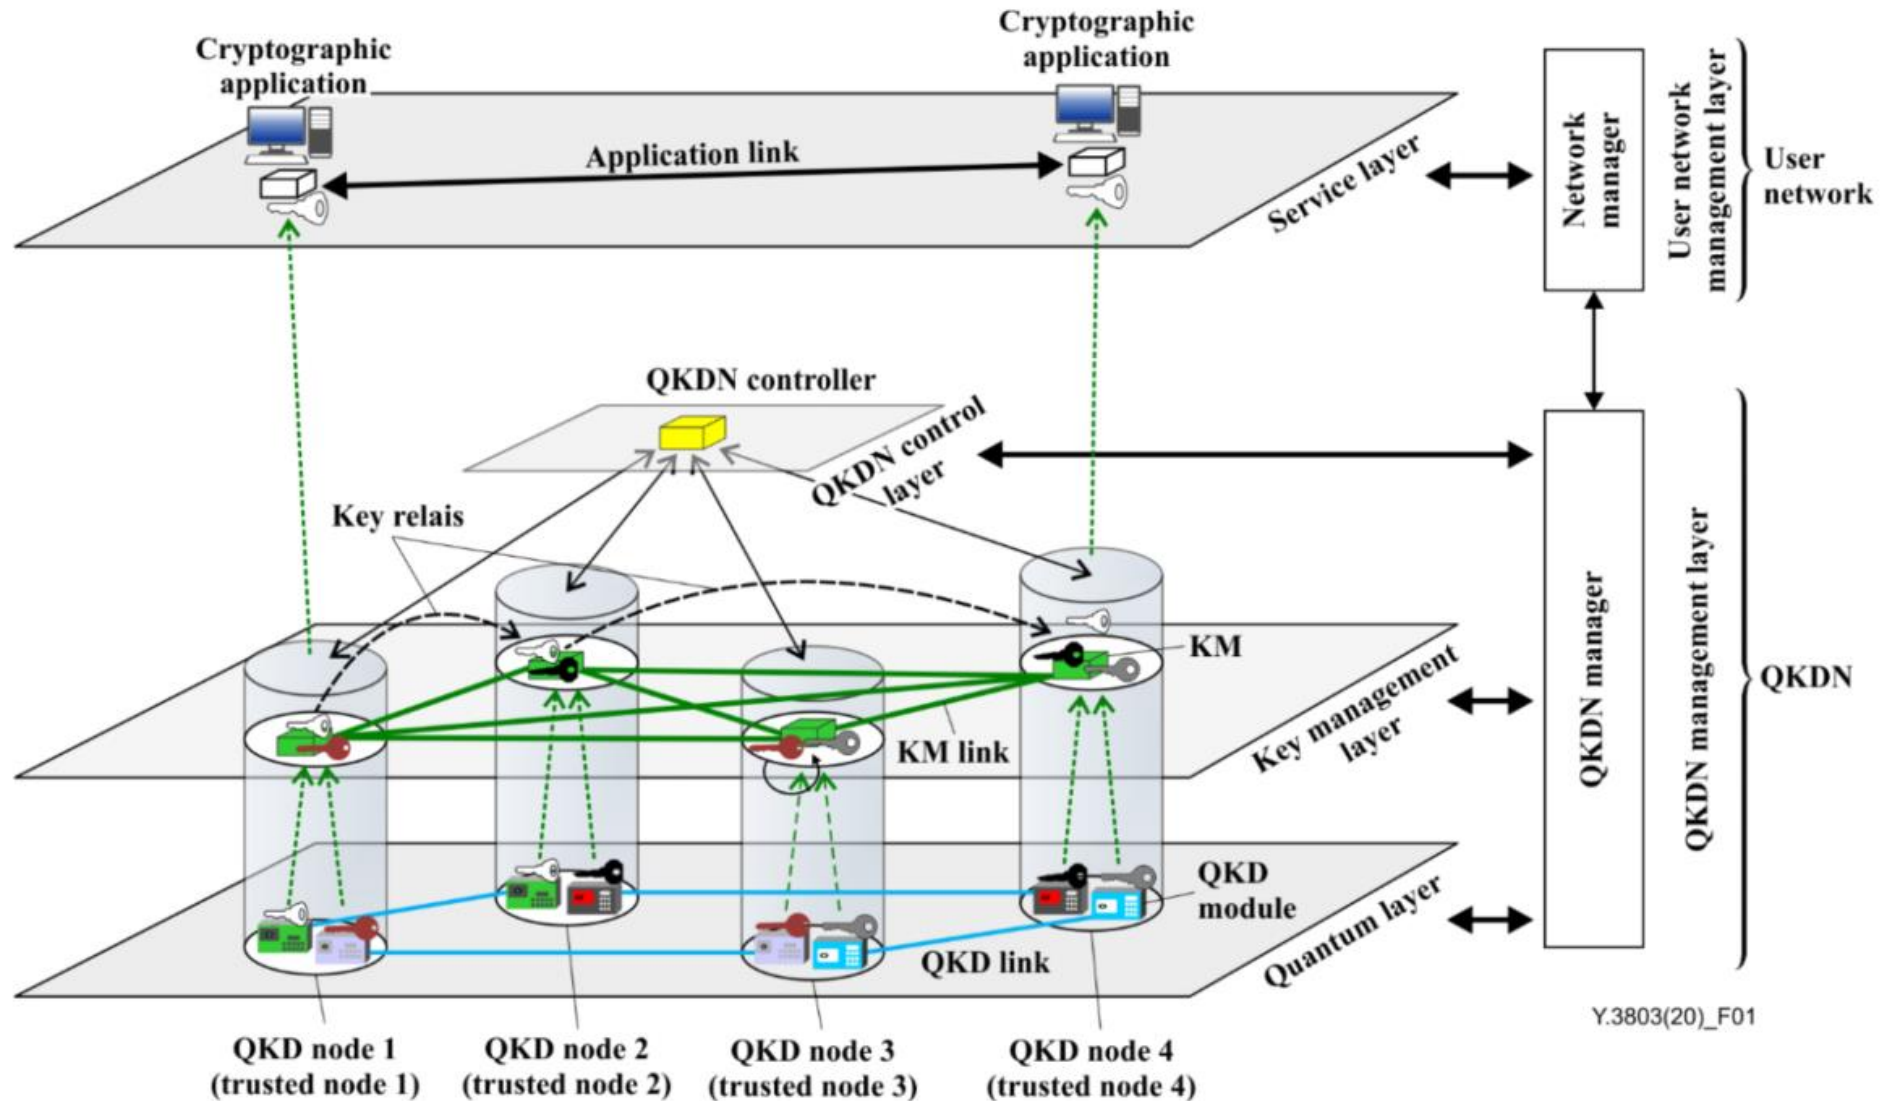 Cryptographic
application
Cryptographic
application
Application link
Service layer
Network
manager
User network
management layer
User
network
QKDN controller
QKDN control
layer
Key relais
KM
KM link
Key management
layer
QKDN manager
QKDN management layer
QKDN
QKD
module
QKD link
Quantum layer
Y.3803(20)_F01
QKD node 1
(trusted node 1)
QKD node 2
(trusted node 2)
QKD node 3
(trusted node 3)
QKD node 4
(trusted node 4)